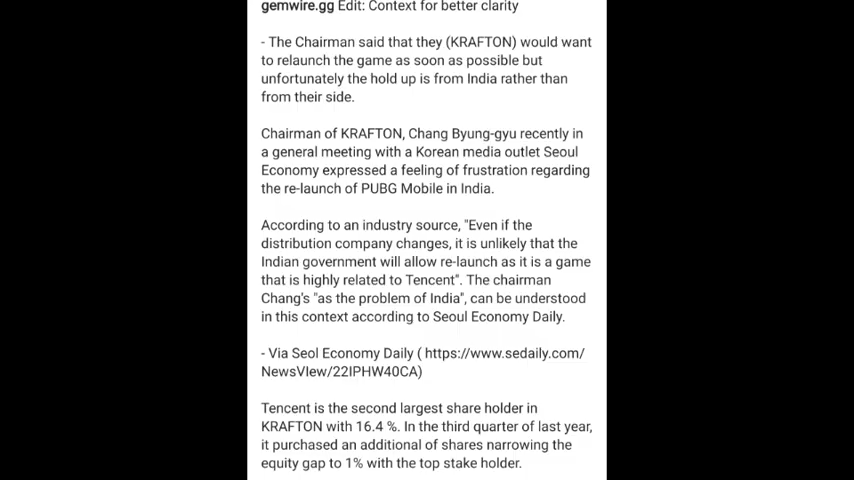 gemwire.gg Edit: Context for better clarity
- The Chairman said that they (KRAFTON) would want
to relaunch the game as soon as possible but
unfortunately the hold up is from India rather than
from their side.
Chairman of KRAFTON, Chang Byung-gyu recently in
a general meeting with a Korean media outlet Seoul
Economy expressed a feeling of frustration regarding
the re-launch of PUBG Mobile in India.
According to an industry source, "Even if the
distribution company changes, it is unlikely that the
Indian government will allow re-launch as it is a game
that is highly related to Tencent". The chairman
Chang's "as the problem of India", can be understood
in this context according to Seoul Economy Daily.
- Via Seol Economy Daily ( https://www.sedaily.com/
NewsVIew/22IPHW40CA)
Tencent is the second largest share holder in
KRAFTON with 16.4 %. In the third quarter of last year,
it purchased an additional of shares narrowing the
equity gap to 1% with the top stake holder.